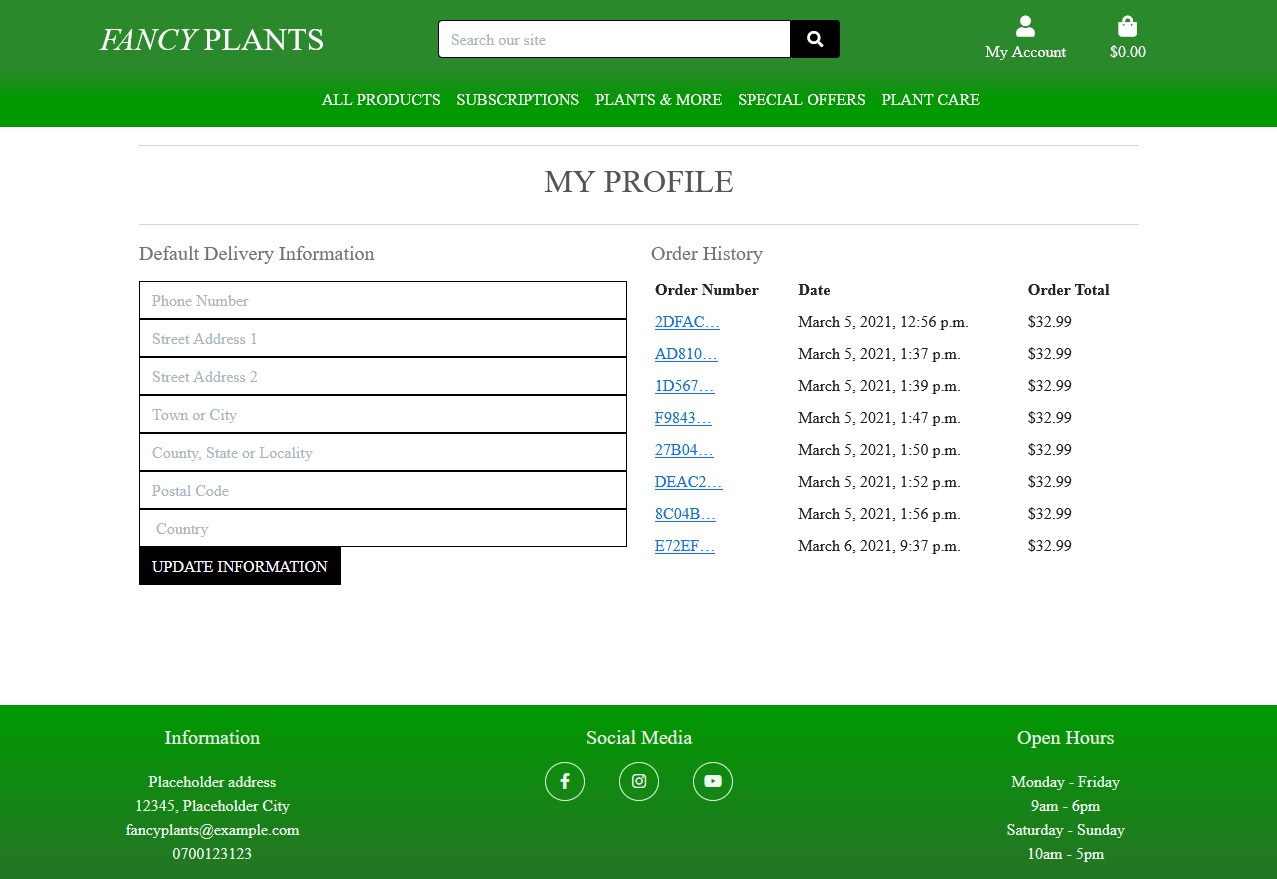 FANCY PLANTS
Search our site
My Account
$0.00
ALL PRODUCTS SUBSCRIPTIONS PLANTS & MORE SPECIAL OFFERS PLANT CARE
MY PROFILE
Default Delivery Information
Phone Number
Street Address 1
Street Address 2
Town or City
County, State or Locality
Postal Code
Country
UPDATE INFORMATION
Order History
Order Number Date Order Total
2DFAC... March 5, 2021, 12:56 p.m. $32.99
AD810... March 5, 2021, 1:37 p.m. $32.99
1D567... March 5, 2021, 1:39 p.m. $32.99
F9843... March 5, 2021, 1:47 p.m. $32.99
27B04... March 5, 2021, 1:50 p.m. $32.99
DEAC2... March 5, 2021, 1:52 p.m. $32.99
8C04B... March 5, 2021, 1:56 p.m. $32.99
E72EF... March 6, 2021, 9:37 p.m. $32.99
Information
Placeholder address
12345, Placeholder City
fancyplants@example.com
0700123123
Social Media
Open Hours
Monday - Friday
9am - 6pm
Saturday - Sunday
10am - 5pm